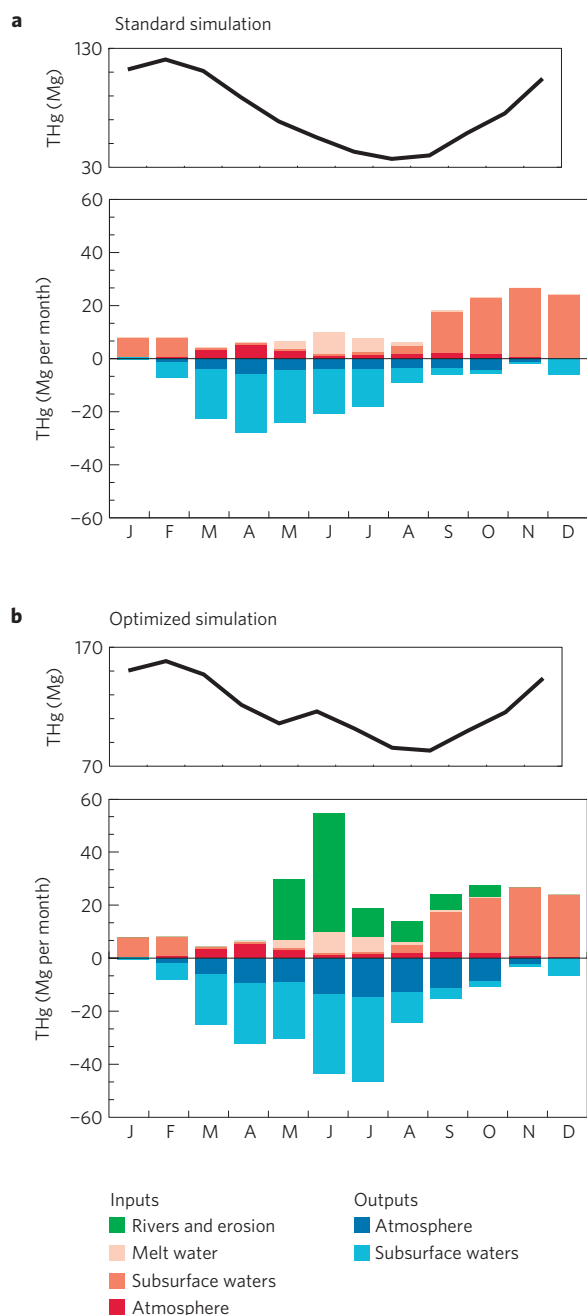 a Standard simulation
130
THg (Mg)
30
60
40
20
0
−20
−40
−60
THg (Mg per month)
J F M A M J J A S O N D
b Optimized simulation
170
THg (Mg)
70
60
40
20
0
−20
−40
−60
THg (Mg per month)
J F M A M J J A S O N D
Inputs
Rivers and erosion
Melt water
Subsurface waters
Atmosphere
Outputs
Atmosphere
Subsurface waters